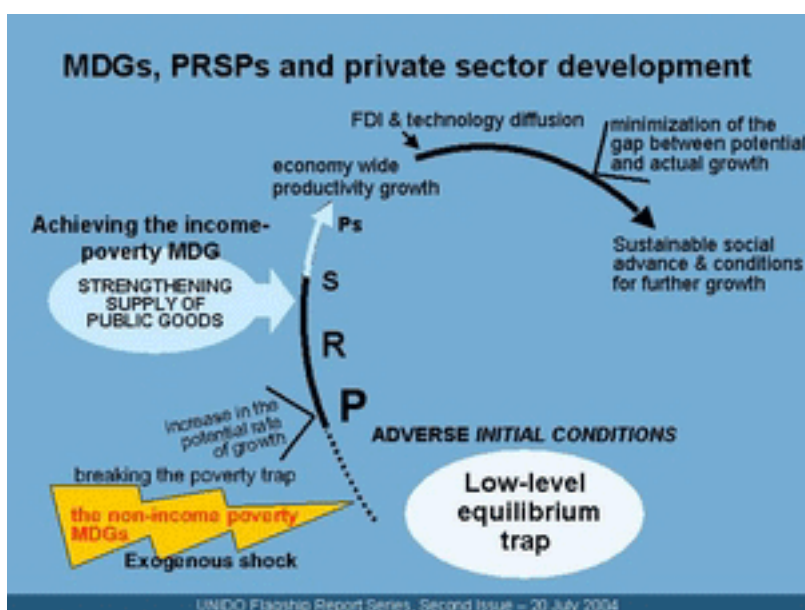 MDGs, PRSPs and private sector development
FDI & technology diffusion
minimization of the
gap between potential
and actual growth
economy wide
productivity growth
Ps
Achieving the income-
poverty MDG
Sustainable social
advance & conditions
for further growth
STRENGTHENING
SUPPLY OF
PUBLIC GOODS
S
R
P
increase in the
potential rate
of growth
ADVERSE INITIAL CONDITIONS
breaking the poverty trap
Low-level
equilibrium
trap
the non-income poverty
MDGs
Exogenous shock
UNIDO Flagship Report Series, Second Issue – 20 July 2004